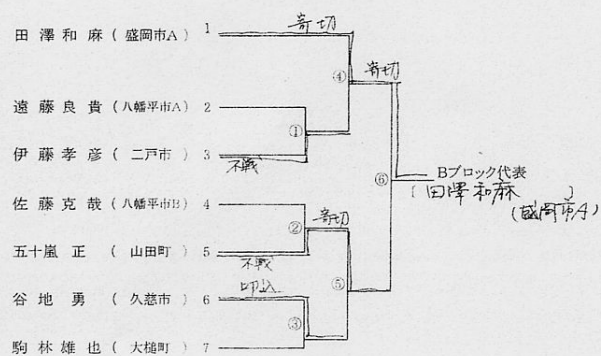 田澤和麻 (盛岡市A) 1
寄切
④
寄切
遠藤良貴 (八幡平市A) 2
①
伊藤孝彦 (二戸市) 3
不戦
⑥
Bブロック代表
(田澤和麻)
(盛岡市A)
佐藤克哉 (八幡平市B) 4
②
寄切
五十嵐正 (山田町) 5
不戦
⑤
叩込
谷地勇 (久慈市) 6
③
駒林雄也 (大槌町) 7